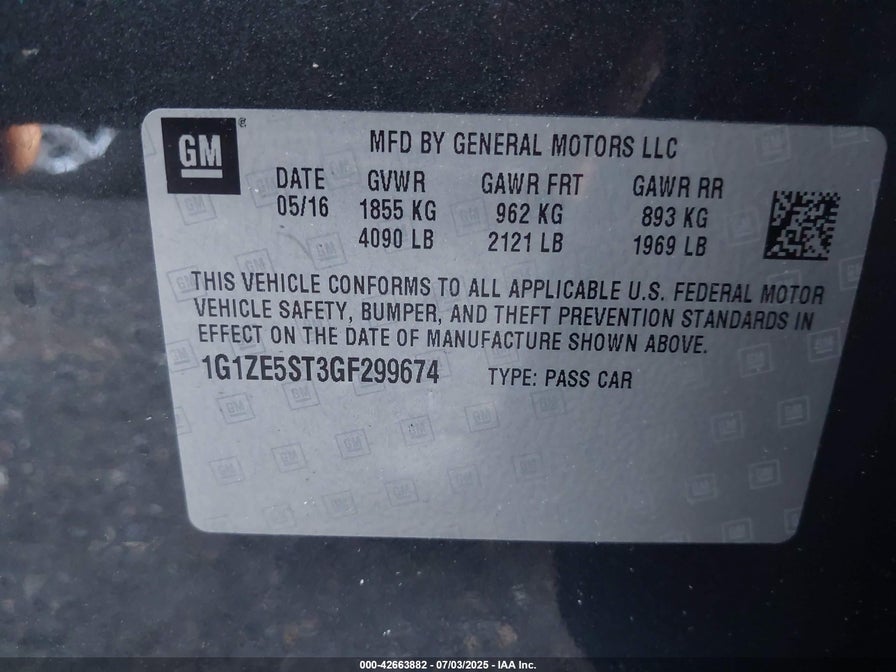 GM ®
MFD BY GENERAL MOTORS LLC
DATE GVWR GAWR FRT GAWR RR
05/16 1855 KG 962 KG 893 KG
4090 LB 2121 LB 1969 LB
THIS VEHICLE CONFORMS TO ALL APPLICABLE U.S. FEDERAL MOTOR
VEHICLE SAFETY, BUMPER, AND THEFT PREVENTION STANDARDS IN
EFFECT ON THE DATE OF MANUFACTURE SHOWN ABOVE.
1G1ZE5ST3GF299674 TYPE: PASS CAR
000-42663882 - 07/03/2025 - IAA Inc.